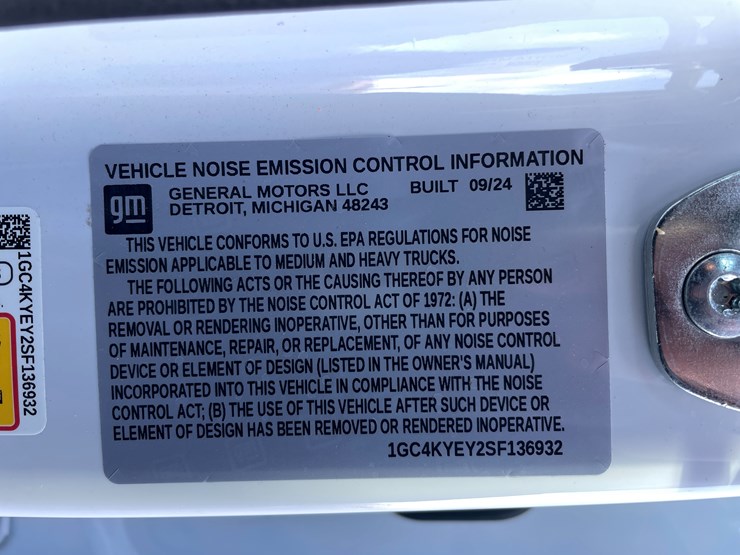 VEHICLE NOISE EMISSION CONTROL INFORMATION
gm
GENERAL MOTORS LLC BUILT 09/24
DETROIT, MICHIGAN 48243
THIS VEHICLE CONFORMS TO U.S. EPA REGULATIONS FOR NOISE
EMISSION APPLICABLE TO MEDIUM AND HEAVY TRUCKS.
THE FOLLOWING ACTS OR THE CAUSING THEREOF BY ANY PERSON
ARE PROHIBITED BY THE NOISE CONTROL ACT OF 1972: (A) THE
REMOVAL OR RENDERING INOPERATIVE, OTHER THAN FOR PURPOSES
OF MAINTENANCE, REPAIR, OR REPLACEMENT, OF ANY NOISE CONTROL
DEVICE OR ELEMENT OF DESIGN (LISTED IN THE OWNER'S MANUAL)
INCORPORATED INTO THIS VEHICLE IN COMPLIANCE WITH THE NOISE
CONTROL ACT; (B) THE USE OF THIS VEHICLE AFTER SUCH DEVICE OR
ELEMENT OF DESIGN HAS BEEN REMOVED OR RENDERED INOPERATIVE.
1GC4KYEY2SF136932
1GC4KYEY2SF136932